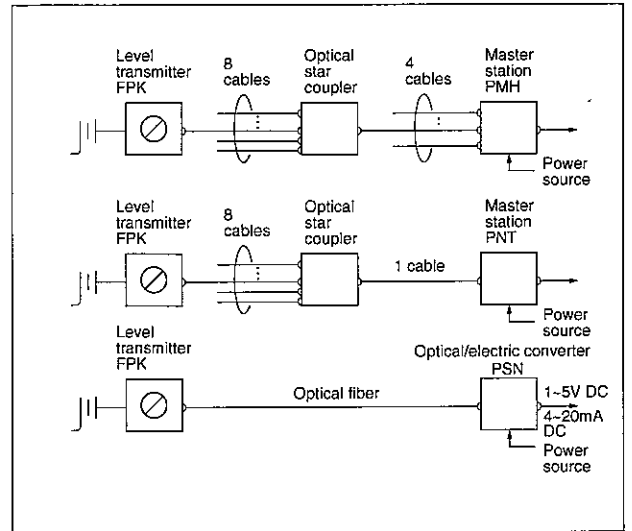 Level
transmitter
FPK
8
cables
Optical
star
coupler
4
cables
Master
station
PMH
Power
source
Level
transmitter
FPK
8
cables
Optical
star coupler
1 cable
Master
station
PNT
Power
source
Level
transmitter
FPK
Optical fiber
Optical/electric converter
PSN
1~5V DC
4~20mA
DC
Power
source